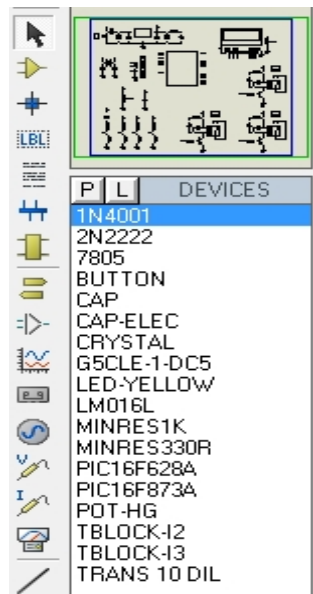 LBL
P L DEVICES
1N4001
2N2222
7805
BUTTON
CAP
CAP-ELEC
CRYSTAL
G5CLE-1-DC5
LED-YELLOW
LM016L
MINRES1K
MINRES330R
PIC16F628A
PIC16F873A
POT-HG
TBLOCK-I2
TBLOCK-I3
TRANS 10 DIL
V
I